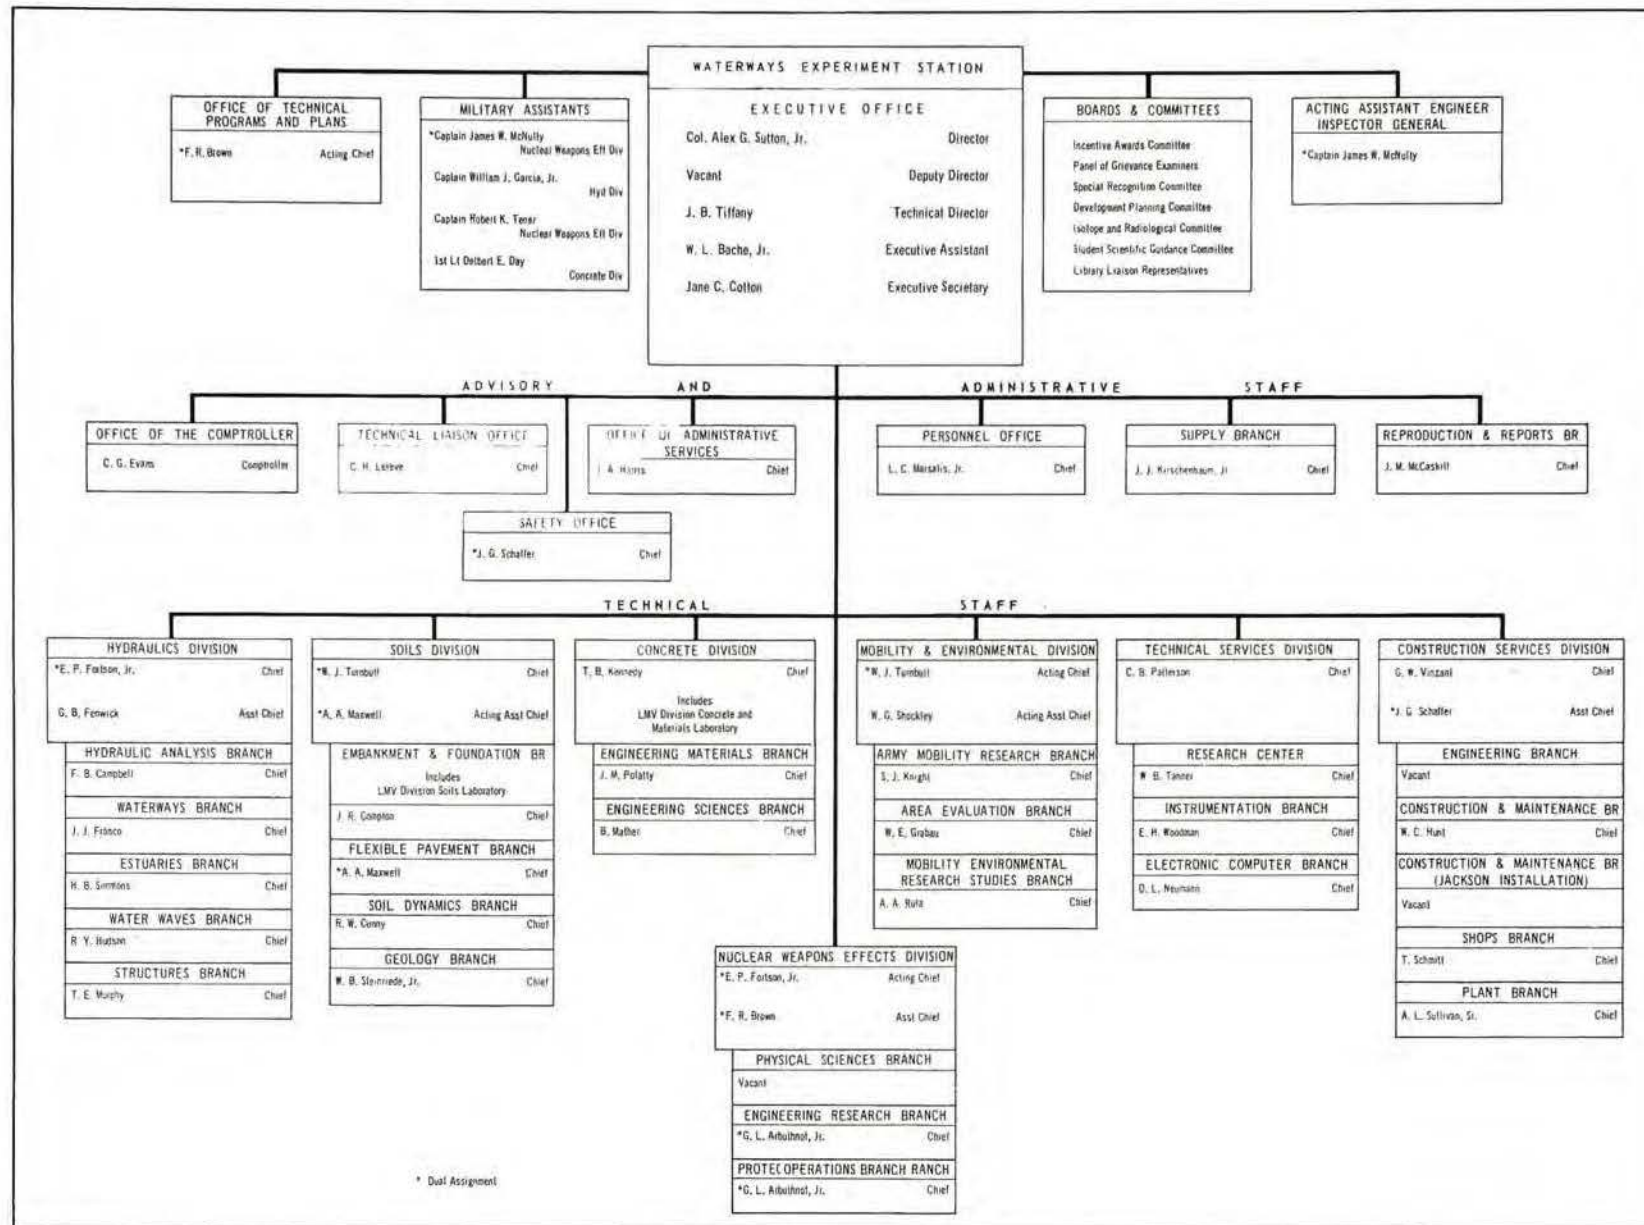 WATERWAYS EXPERIMENT STATION
EXECUTIVE OFFICE
Col. Alex G. Sutton, Jr. Director
Vacant Deputy Director
J. B. Tiffany Technical Director
W. L. Bache, Jr. Executive Assistant
Jane C. Cotton Executive Secretary
OFFICE OF TECHNICAL
PROGRAMS AND PLANS
*F. R. Brown Acting Chief
MILITARY ASSISTANTS
*Captain James W. McNulty
Nuclear Weapons Eff Div
Captain William J. Garcia, Jr.
Hyd Div
Captain Robert K. Tener
Nuclear Weapons Eff Div
1st Lt Delbert E. Day
Concrete Div
BOARDS & COMMITTEES
Incentive Awards Committee
Panel of Grievance Examiners
Special Recognition Committee
Development Planning Committee
Isotope and Radiological Committee
Student Scientific Guidance Committee
Library Liaison Representatives
ACTING ASSISTANT ENGINEER
INSPECTOR GENERAL
*Captain James W. McNulty
ADVISORY AND ADMINISTRATIVE STAFF
OFFICE OF THE COMPTROLLER
C. G. Evans Comptroller
TECHNICAL LIAISON OFFICE
C. H. Chief
OFFICE OF ADMINISTRATIVE
SERVICES
A. Harris Chief
PERSONNEL OFFICE
L. C. Marsalis, Jr. Chief
SUPPLY BRANCH
J. J. Kirschenbaum, Jr. Chief
REPRODUCTION & REPORTS BR
J. M. McCaskill Chief
SAFETY OFFICE
*J. G. Schaffer Chief
TECHNICAL STAFF
HYDRAULICS DIVISION
*E. P. Fortson, Jr. Chief
G. B. Fenwick Asst Chief
HYDRAULIC ANALYSIS BRANCH
F. B. Campbell Chief
WATERWAYS BRANCH
J. J. Franco Chief
ESTUARIES BRANCH
H. B. Simmons Chief
WATER WAVES BRANCH
R Y. Hudson Chief
STRUCTURES BRANCH
T. E. Murphy Chief
SOILS DIVISION
*W. J. Turnbull Chief
*A. A. Maxwell Acting Asst Chief
EMBANKMENT & FOUNDATION BR
Includes
LMV Division Soils Laboratory
J. R. Compton Chief
FLEXIBLE PAVEMENT BRANCH
*A. A. Maxwell Chief
SOIL DYNAMICS BRANCH
R. W. Cunny Chief
GEOLOGY BRANCH
W. B. Steinriede, Jr. Chief
CONCRETE DIVISION
T. B. Kennedy Chief
Includes
LMV Division Concrete and
Materials Laboratory
ENGINEERING MATERIALS BRANCH
J. M. Polatty Chief
ENGINEERING SCIENCES BRANCH
B. Mather Chief
MOBILITY & ENVIRONMENTAL DIVISION
*W. J. Turnbull Acting Chief
W. G. Shockley Acting Asst Chief
ARMY MOBILITY RESEARCH BRANCH
S. J. Knight Chief
AREA EVALUATION BRANCH
W. E. Grabau Chief
MOBILITY ENVIRONMENTAL
RESEARCH STUDIES BRANCH
A. A. Rula Chief
TECHNICAL SERVICES DIVISION
C. B. Patterson Chief
RESEARCH CENTER
W B. Tanner Chief
INSTRUMENTATION BRANCH
E. H. Woodman Chief
ELECTRONIC COMPUTER BRANCH
D. L. Neumann Chief
CONSTRUCTION SERVICES DIVISION
G. W. Vinzant Chief
*J. G Schaffer Asst Chief
ENGINEERING BRANCH
Vacant
CONSTRUCTION & MAINTENANCE BR
W. C. Hunt Chief
CONSTRUCTION & MAINTENANCE BR
(JACKSON INSTALLATION)
Vacant
SHOPS BRANCH
T. Schmitt Chief
PLANT BRANCH
A. L. Sullivan, Sr. Chief
NUCLEAR WEAPONS EFFECTS DIVISION
*E. P. Fortson, Jr. Acting Chief
*F. R. Brown Asst Chief
PHYSICAL SCIENCES BRANCH
Vacant
ENGINEERING RESEARCH BRANCH
*G. L. Arbuthnot, Jr. Chief
PROTECOPERATIONS BRANCH RANCH
*G. L. Arbuthnot, Jr. Chief
* Dual Assignment